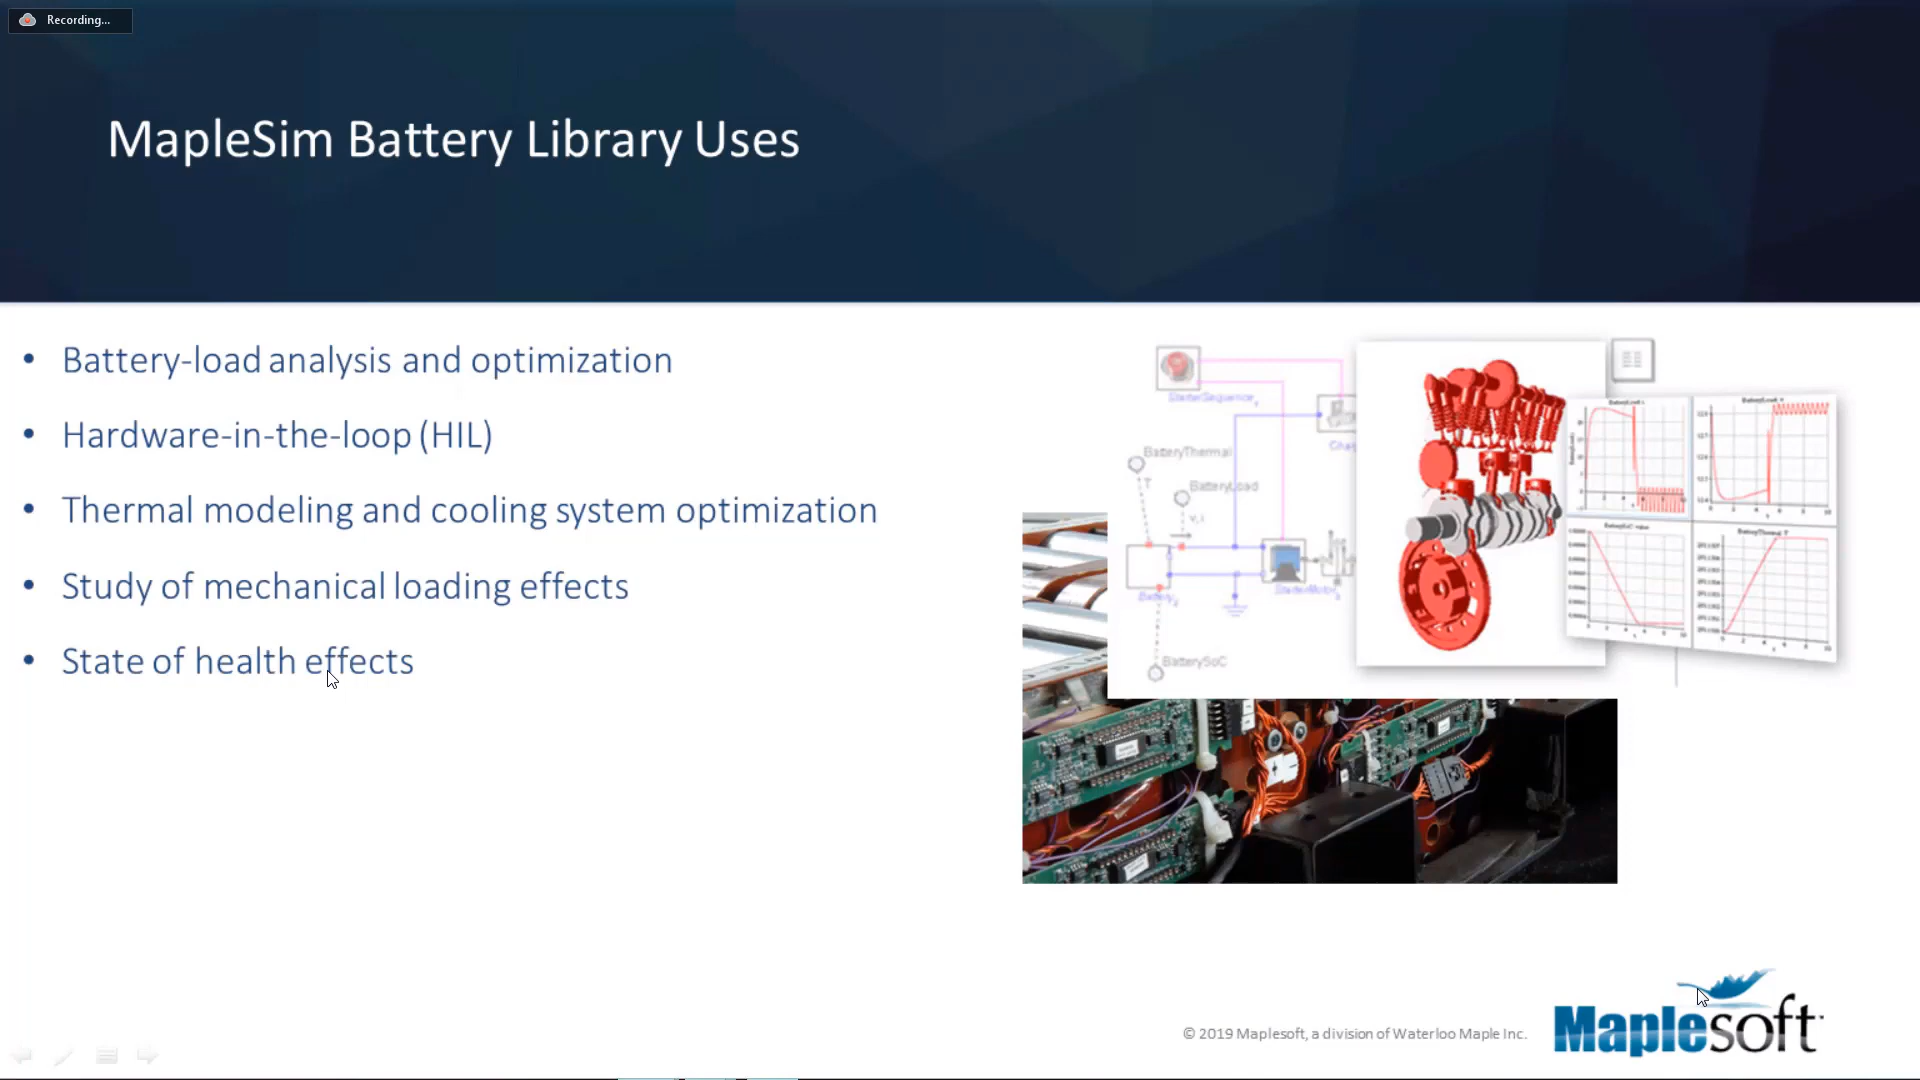 Recording...
MapleSim Battery Library Uses
• Battery-load analysis and optimization
• Hardware-in-the-loop (HIL)
• Thermal modeling and cooling system optimization
• Study of mechanical loading effects
• State of health effects
BatteryThermal
T
BatteryLoad
v, i
BatterySoC
© 2019 Maplesoft, a division of Waterloo Maple Inc.
Maplesoft